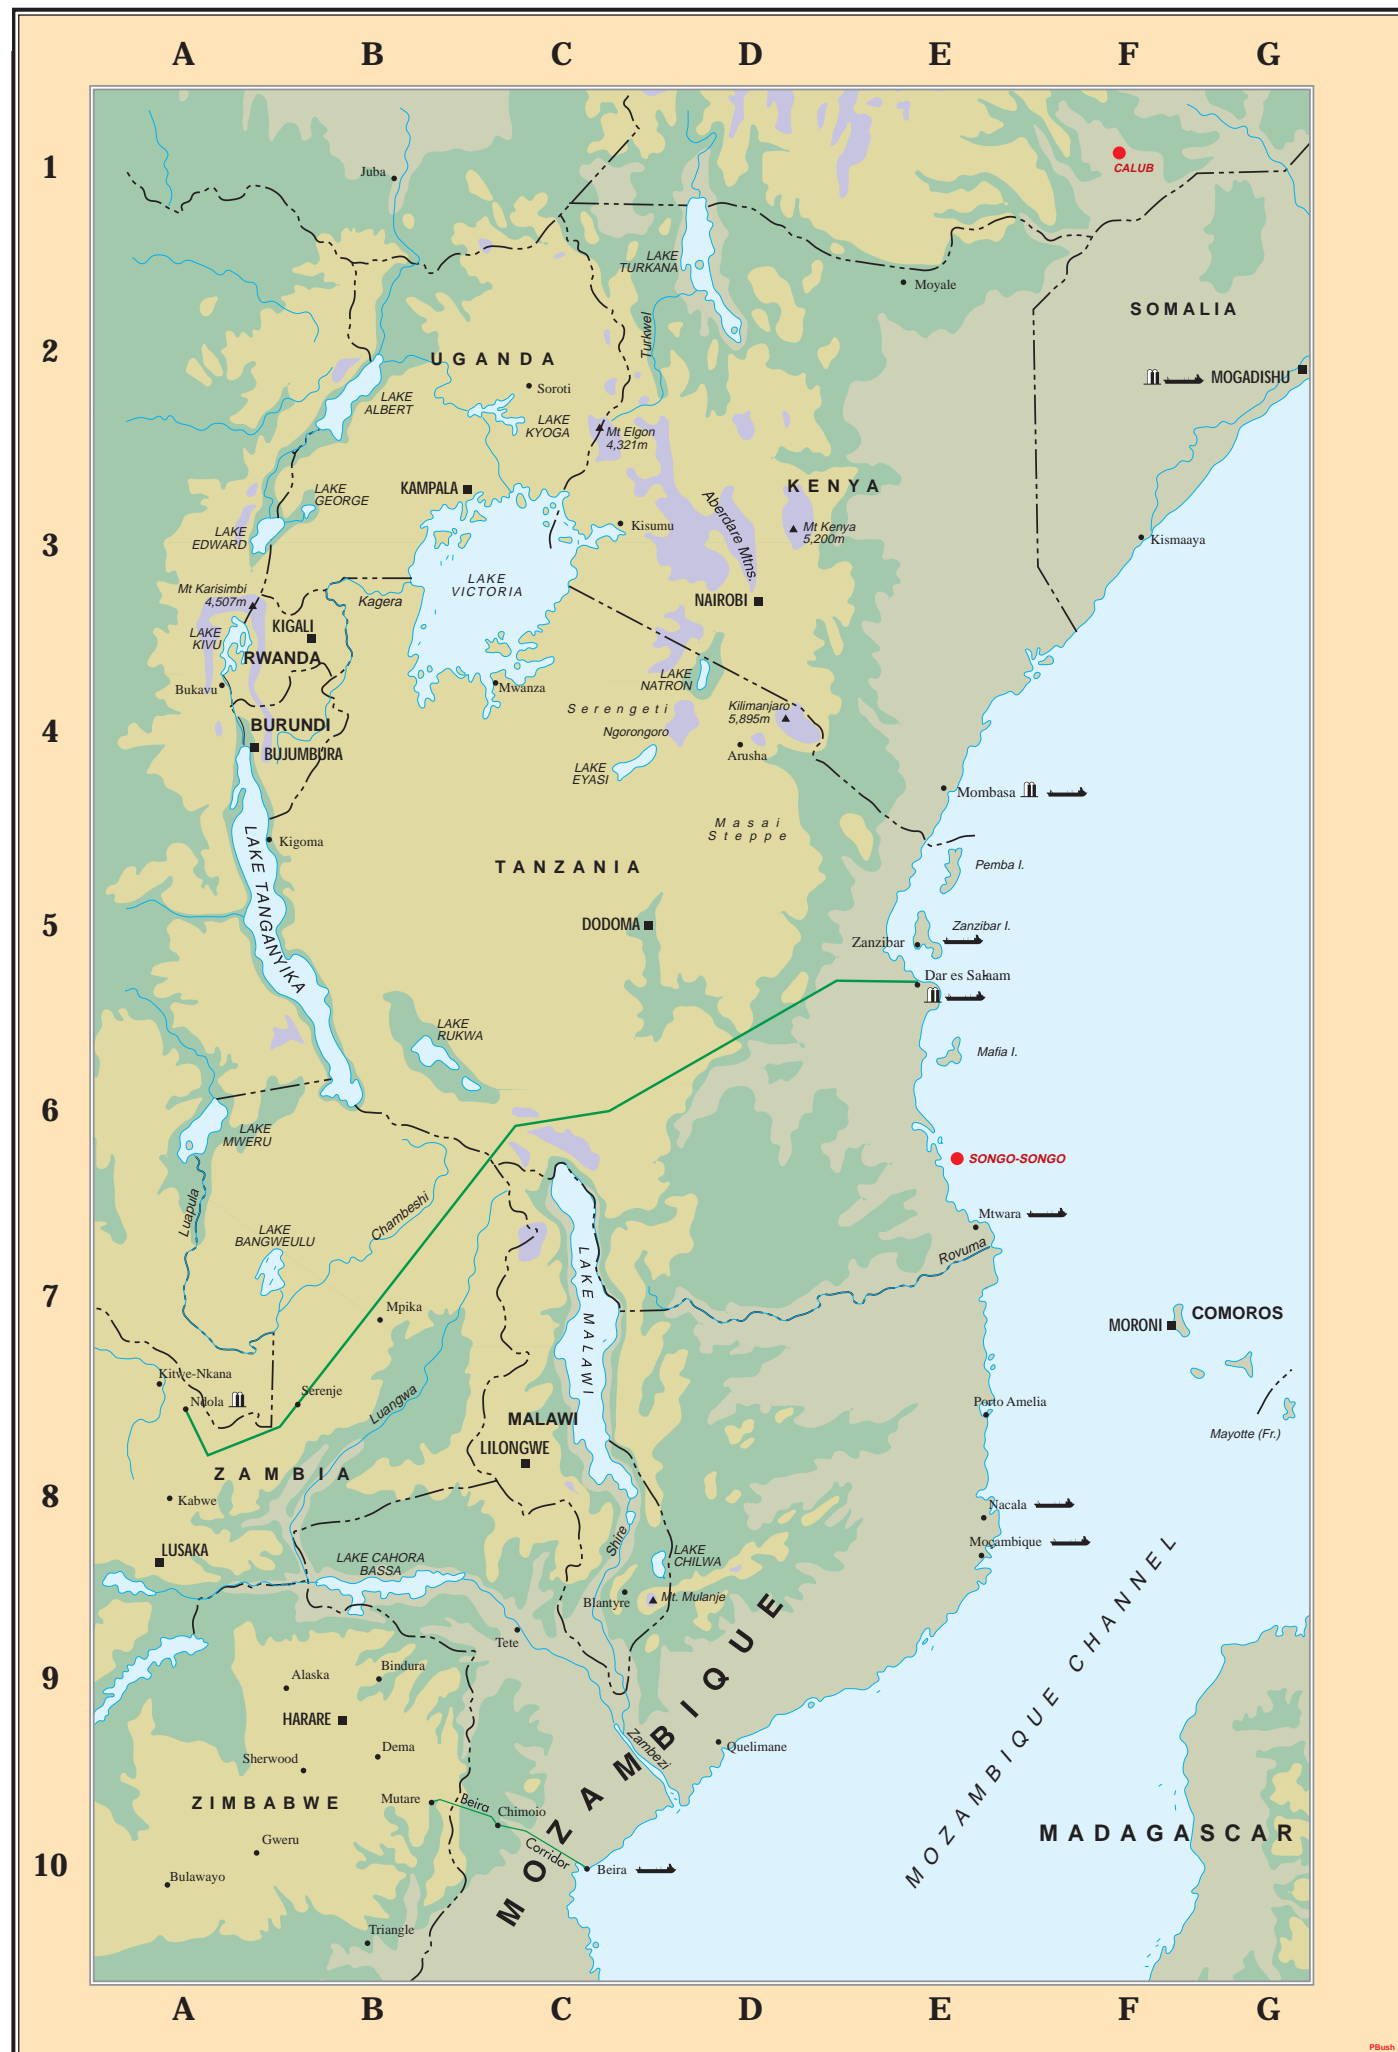 A B C D E F G
1
Juba
CALUB
LAKE
TURKANA
Moyale
SOMALIA
2
UGANDA
Turkwel
MOGADISHU
LAKE
ALBERT
Soroti
LAKE
KYOGA
Mt Elgon
4,321m
KAMPALA
LAKE
GEORGE
KENYA
Aberdare Mtns.
LAKE
EDWARD
Kisumu
Mt Kenya
5,200m
Kismaaya
3
LAKE
VICTORIA
Mt Karisimbi
4,507m
Kagera
NAIROBI
KIGALI
LAKE
KIVU
RWANDA
LAKE
NATRON
Bukavu
Mwanza
Serengeti
Kilimanjaro
5,895m
4
BURUNDI
Ngorongoro
BUJUMBURA
Arusha
LAKE
EYASI
Mombasa
Masai
Steppe
Kigoma
LAKE TANGANYIKA
TANZANIA
Pemba I.
5
DODOMA
Zanzibar I.
Zanzibar
Dar es Salaam
LAKE
RUKWA
Mafia I.
6
LAKE
MWERU
SONGO-SONGO
Luapula
Chambeshi
Mtwara
LAKE
BANGWEULU
Rovuma
LAKE MALAWI
7
Mpika
COMOROS
MORONI
Kitwe-Nkana
Ndola
Serenje
Luangwa
Porto Amelia
MALAWI
Mayotte (Fr.)
LILONGWE
ZAMBIA
8
Kabwe
Nacala
Shire
Moçambique
LUSAKA
LAKE CAHORA
BASSA
LAKE
CHILWA
Blantyre
Mt. Mulanje
MOZAMBIQUE
MOZAMBIQUE CHANNEL
Tete
9
Alaska
Bindura
HARARE
Zambezi
Dema
Quelimane
Sherwood
ZIMBABWE
Mutare
Beira
Corridor
Chimoio
MADAGASCAR
Gweru
10
Bulawayo
Beira
Triangle
A B C D E F G
PBush